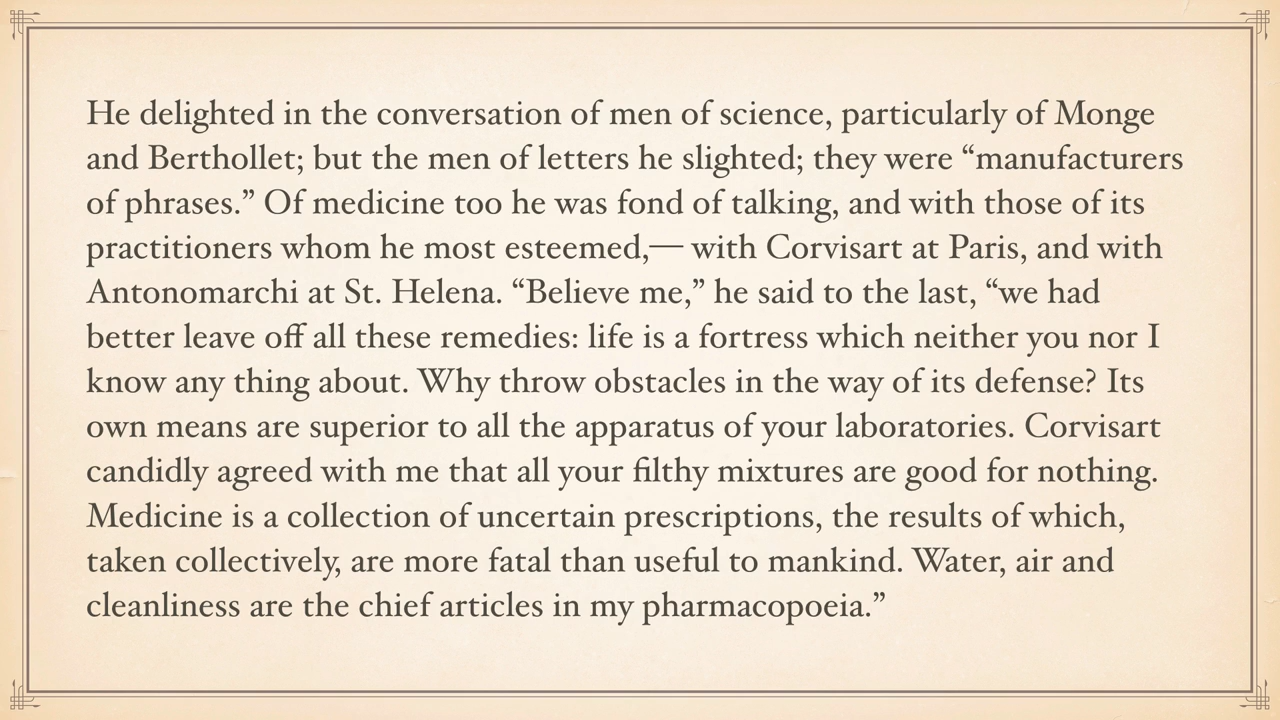 He delighted in the conversation of men of science, particularly of Monge
and Berthollet; but the men of letters he slighted; they were “manufacturers
of phrases.” Of medicine too he was fond of talking, and with those of its
practitioners whom he most esteemed,— with Corvisart at Paris, and with
Antonomarchi at St. Helena. “Believe me,” he said to the last, “we had
better leave off all these remedies: life is a fortress which neither you nor I
know any thing about. Why throw obstacles in the way of its defense? Its
own means are superior to all the apparatus of your laboratories. Corvisart
candidly agreed with me that all your filthy mixtures are good for nothing.
Medicine is a collection of uncertain prescriptions, the results of which,
taken collectively, are more fatal than useful to mankind. Water, air and
cleanliness are the chief articles in my pharmacopoeia.”